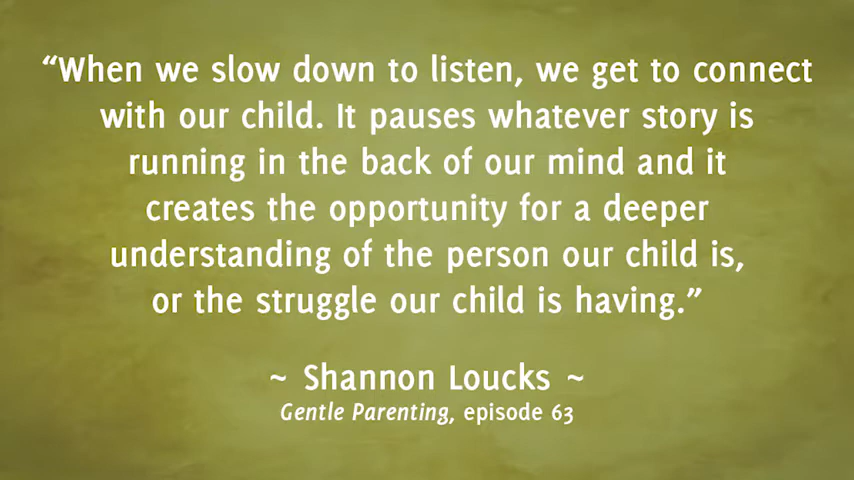 “When we slow down to listen, we get to connect
with our child. It pauses whatever story is
running in the back of our mind and it
creates the opportunity for a deeper
understanding of the person our child is,
or the struggle our child is having.”
~ Shannon Loucks ~
Gentle Parenting, episode 63